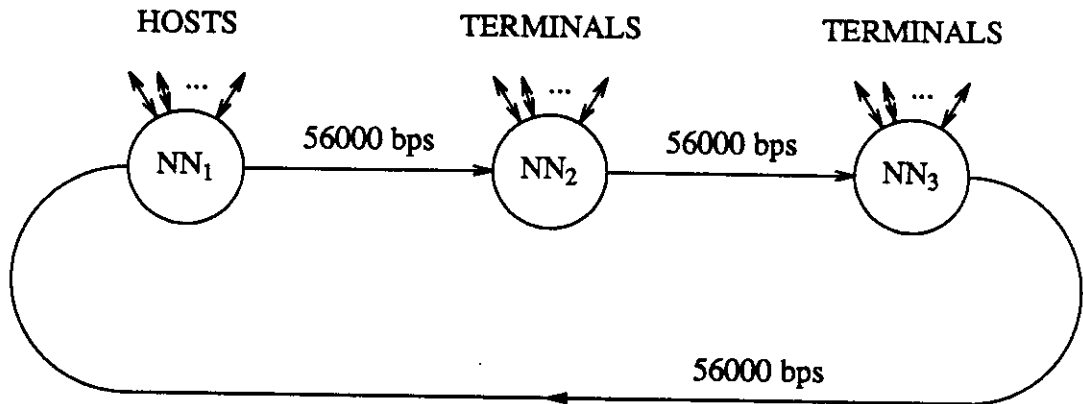 HOSTS
TERMINALS
TERMINALS
...
...
...
NN₁
56000 bps
NN₂
56000 bps
NN₃
56000 bps